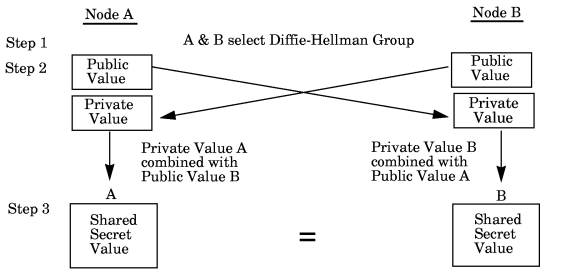 Node A
Node B
Step 1
A & B select Diffie-Hellman Group
Step 2
Public
Value
Public
Value
Private
Value
Private
Value
Private Value A
combined with
Public Value B
Private Value B
combined with
Public Value A
A
B
Step 3
Shared
Secret
Value
=
Shared
Secret
Value